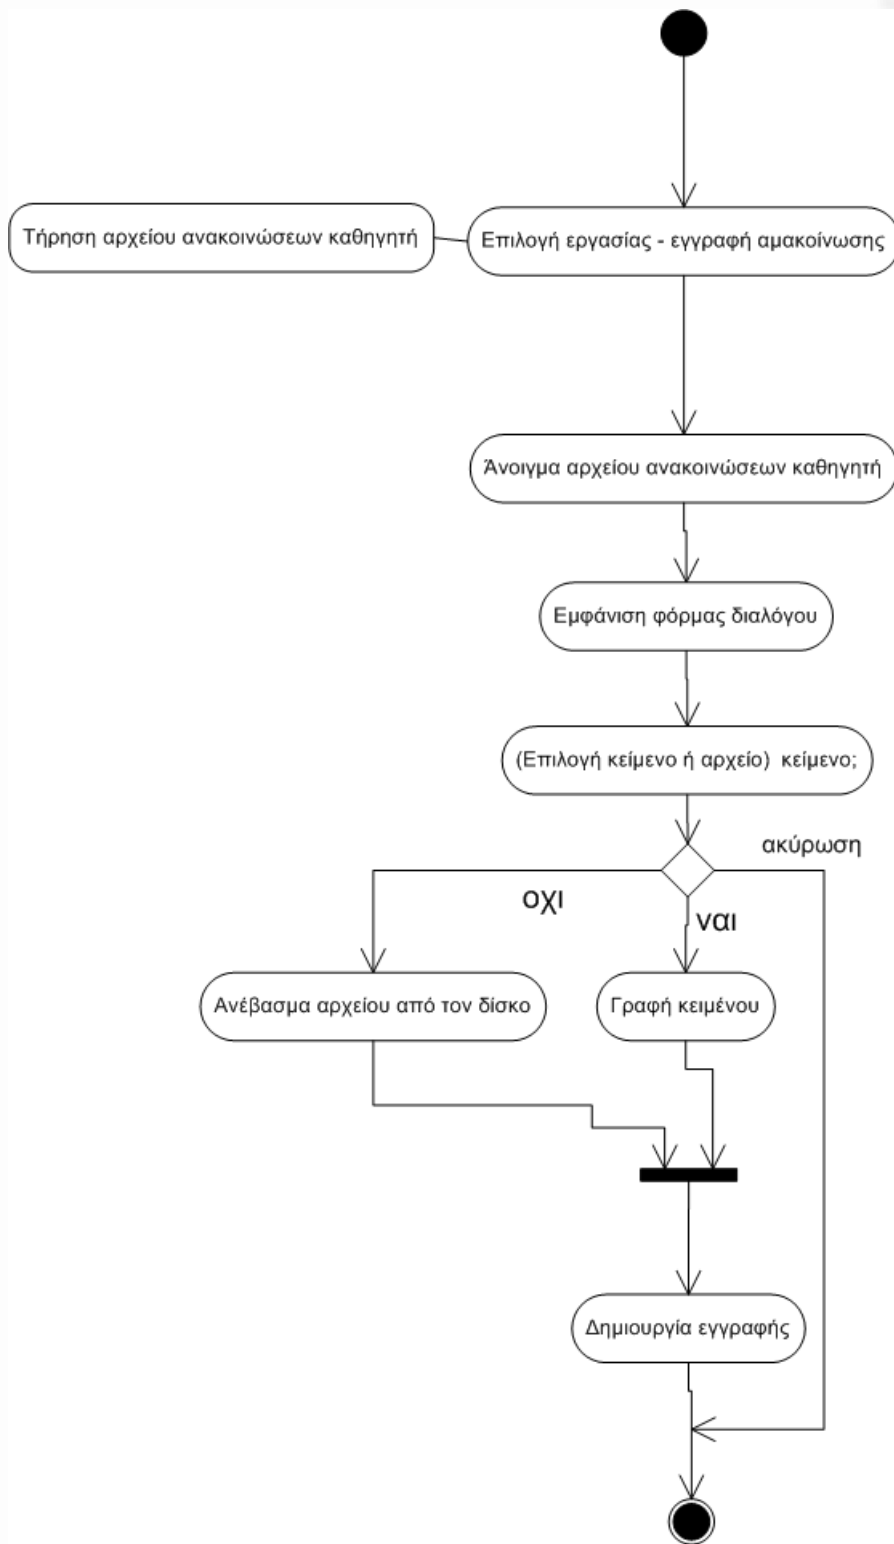 Τήρηση αρχείου ανακοινώσεων καθηγητή
Επιλογή εργασίας - εγγραφή αμακοίνωσης
Άνοιγμα αρχείου ανακοινώσεων καθηγητή
Εμφάνιση φόρμας διαλόγου
(Επιλογή κείμενο ή αρχείο) κείμενο;
ακύρωση
οχι
ναι
Ανέβασμα αρχείου από τον δίσκο
Γραφή κειμένου
Δημιουργία εγγραφής